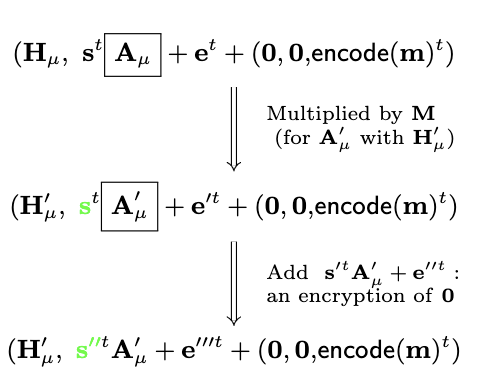 (H_μ, s^t A_μ + e^t + (0, 0,encode(m)^t)
Multiplied by M
(for A′_μ with H′_μ)
(H′_μ, s^t A′_μ + e′^t + (0, 0,encode(m)^t)
Add s′^t A′_μ + e′′^t :
an encryption of 0
(H′_μ, s′′^t A′_μ + e′′′^t + (0, 0,encode(m)^t)